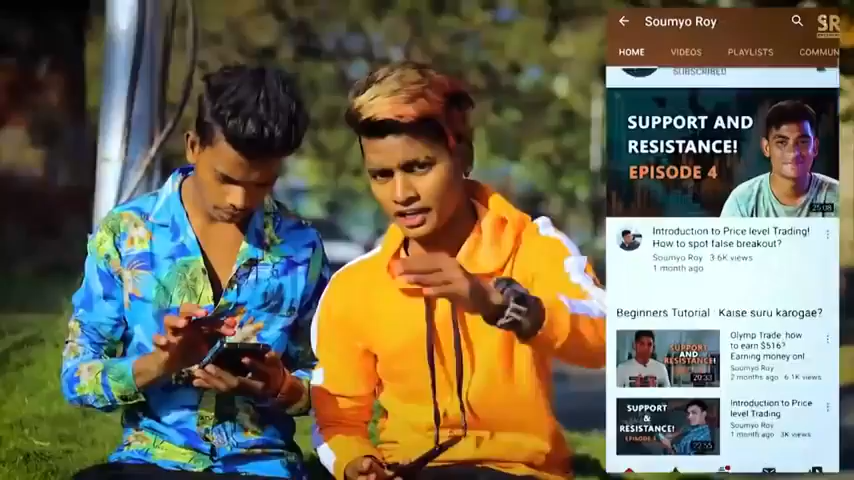 Soumyo Roy
SR
HOME VIDEOS PLAYLISTS COMMUN
SUBSCRIBED
SUPPORT AND
RESISTANCE!
EPISODE 4
25:08
Introduction to Price level Trading!
How to spot false breakout?
Soumyo Roy 3.6K views
1 month ago
Beginners Tutorial Kaise suru karogae?
SUPPORT
AND
RESISTANCE!
20:33
Olymp Trade: how
to earn $516?
Earning money onl
Soumyo Roy
2 months ago 6.1K views
SUPPORT
&
RESISTANCE!
22:55
Introduction to Price
level Trading
Soumyo Roy
1 month ago 3K views